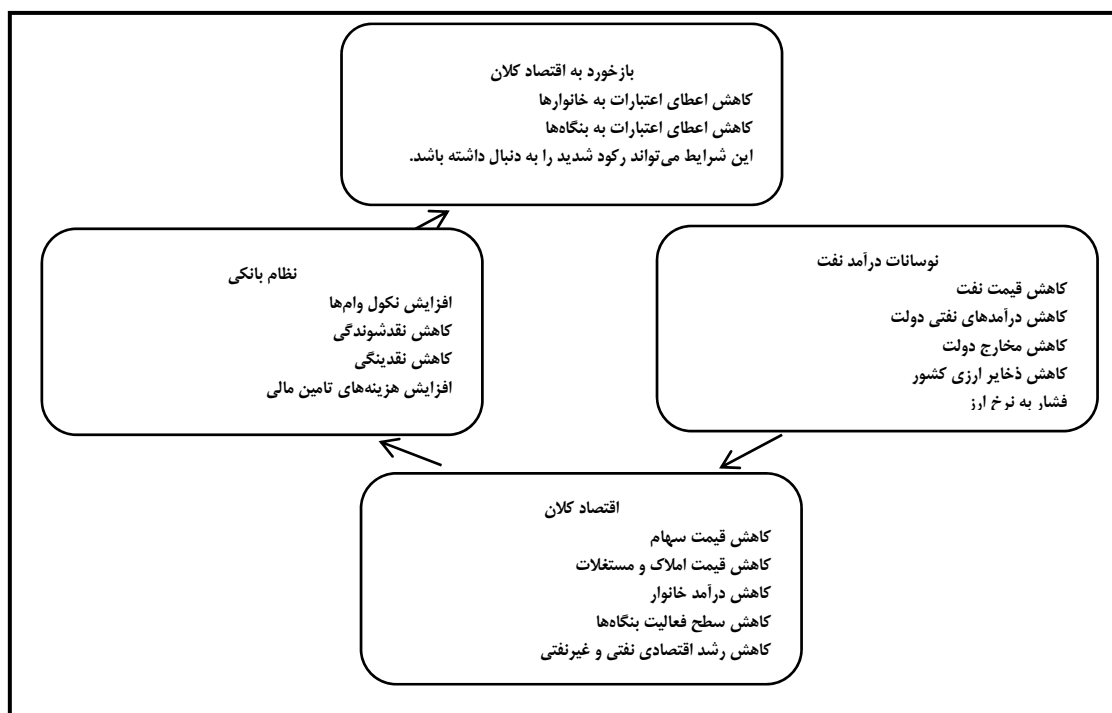 بازخورد به اقتصاد کلان
کاهش اعطای اعتبارات به خانوارها
کاهش اعطای اعتبارات به بنگاه‌ها
این شرایط می‌تواند رکود شدید را به دنبال داشته باشد.
نوسانات درآمد نفت
کاهش قیمت نفت
کاهش درآمدهای نفتی دولت
کاهش مخارج دولت
کاهش ذخایر ارزی کشور
فشار به نرخ ارز
نظام بانکی
افزایش نکول وام‌ها
کاهش نقدشوندگی
کاهش نقدینگی
افزایش هزینه‌های تامین مالی
اقتصاد کلان
کاهش قیمت سهام
کاهش قیمت املاک و مستغلات
کاهش درآمد خانوار
کاهش سطح فعالیت بنگاه‌ها
کاهش رشد اقتصادی نفتی و غیرنفتی